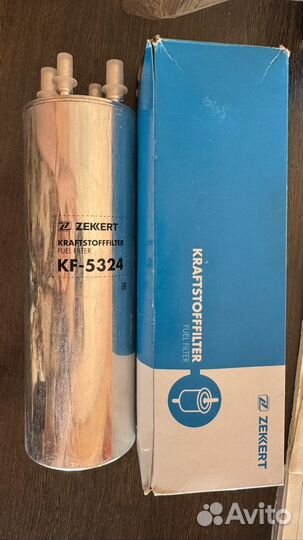 ZEKKERT
KRAFTSTOFFFILTER
FUEL FILTER
KF-5324
KRAFTSTOFFFILTER
FUEL FILTER
ZEKKERT
Avito